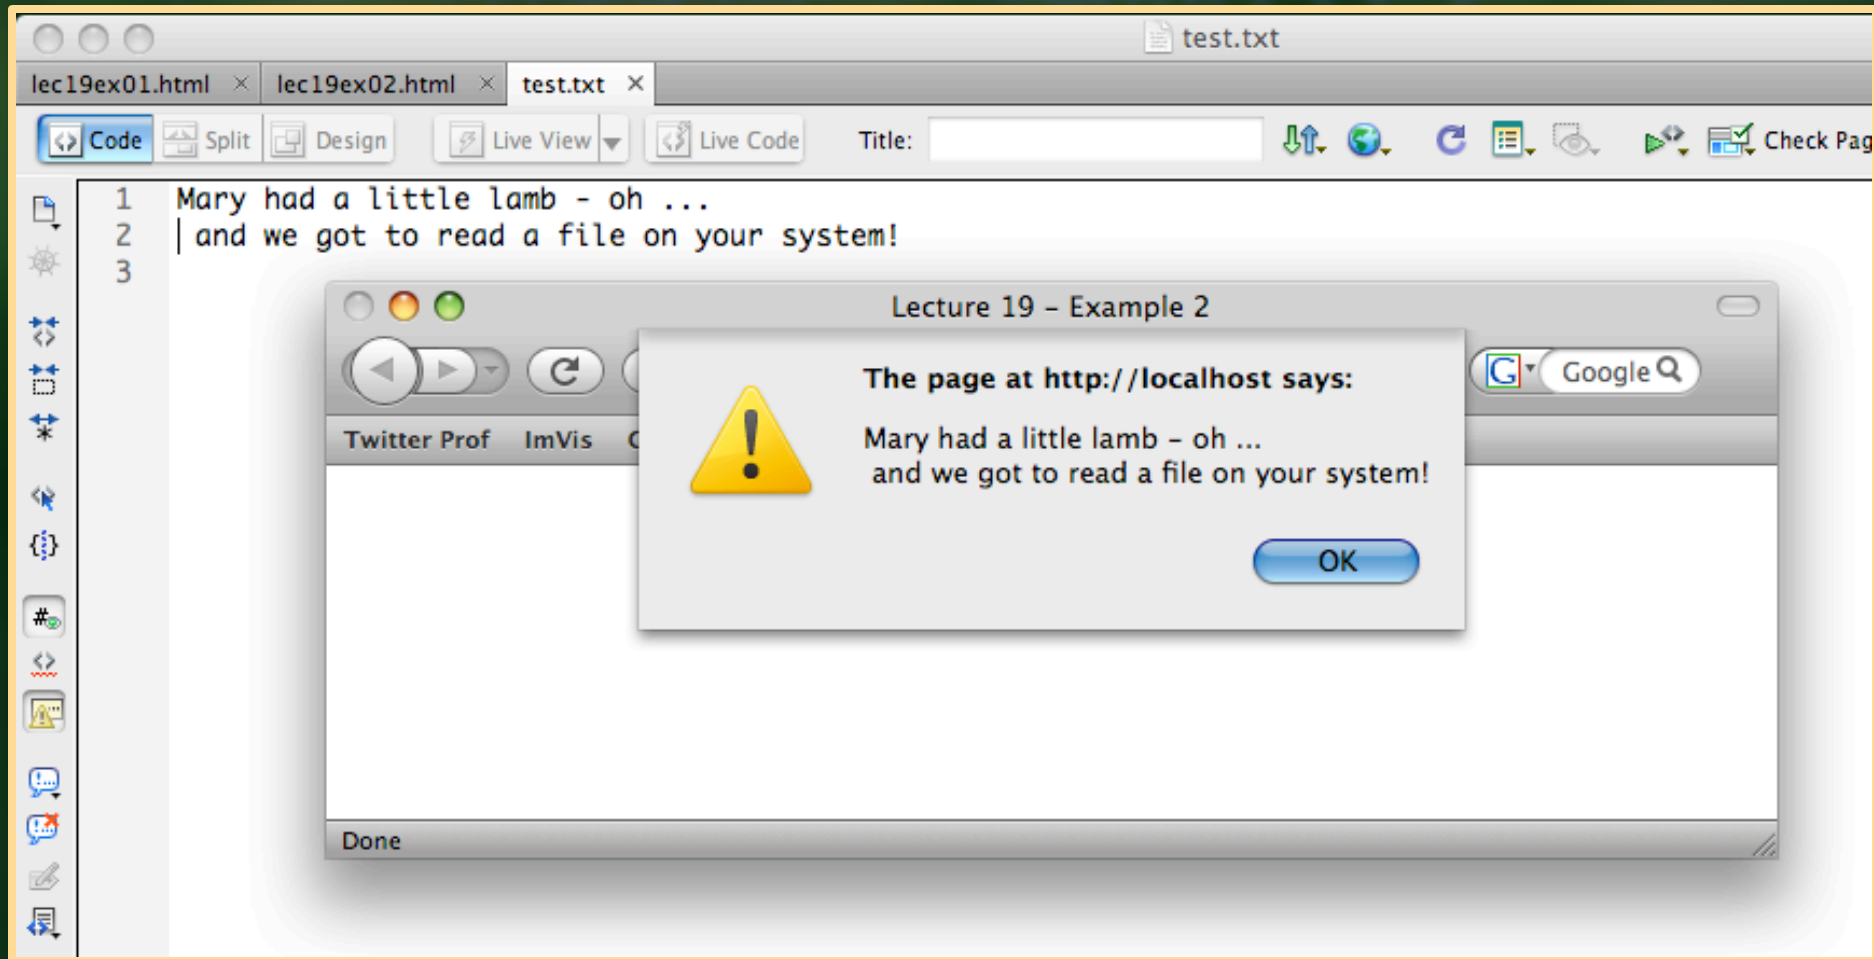 test.txt
lec19ex01.html × lec19ex02.html × test.txt ×
Code Split Design Live View Live Code Title: Check Pag
1 Mary had a little lamb - oh ...
2 and we got to read a file on your system!
3
Lecture 19 – Example 2
Google
Twitter Prof ImVis
The page at http://localhost says:
Mary had a little lamb – oh ...
and we got to read a file on your system!
OK
Done